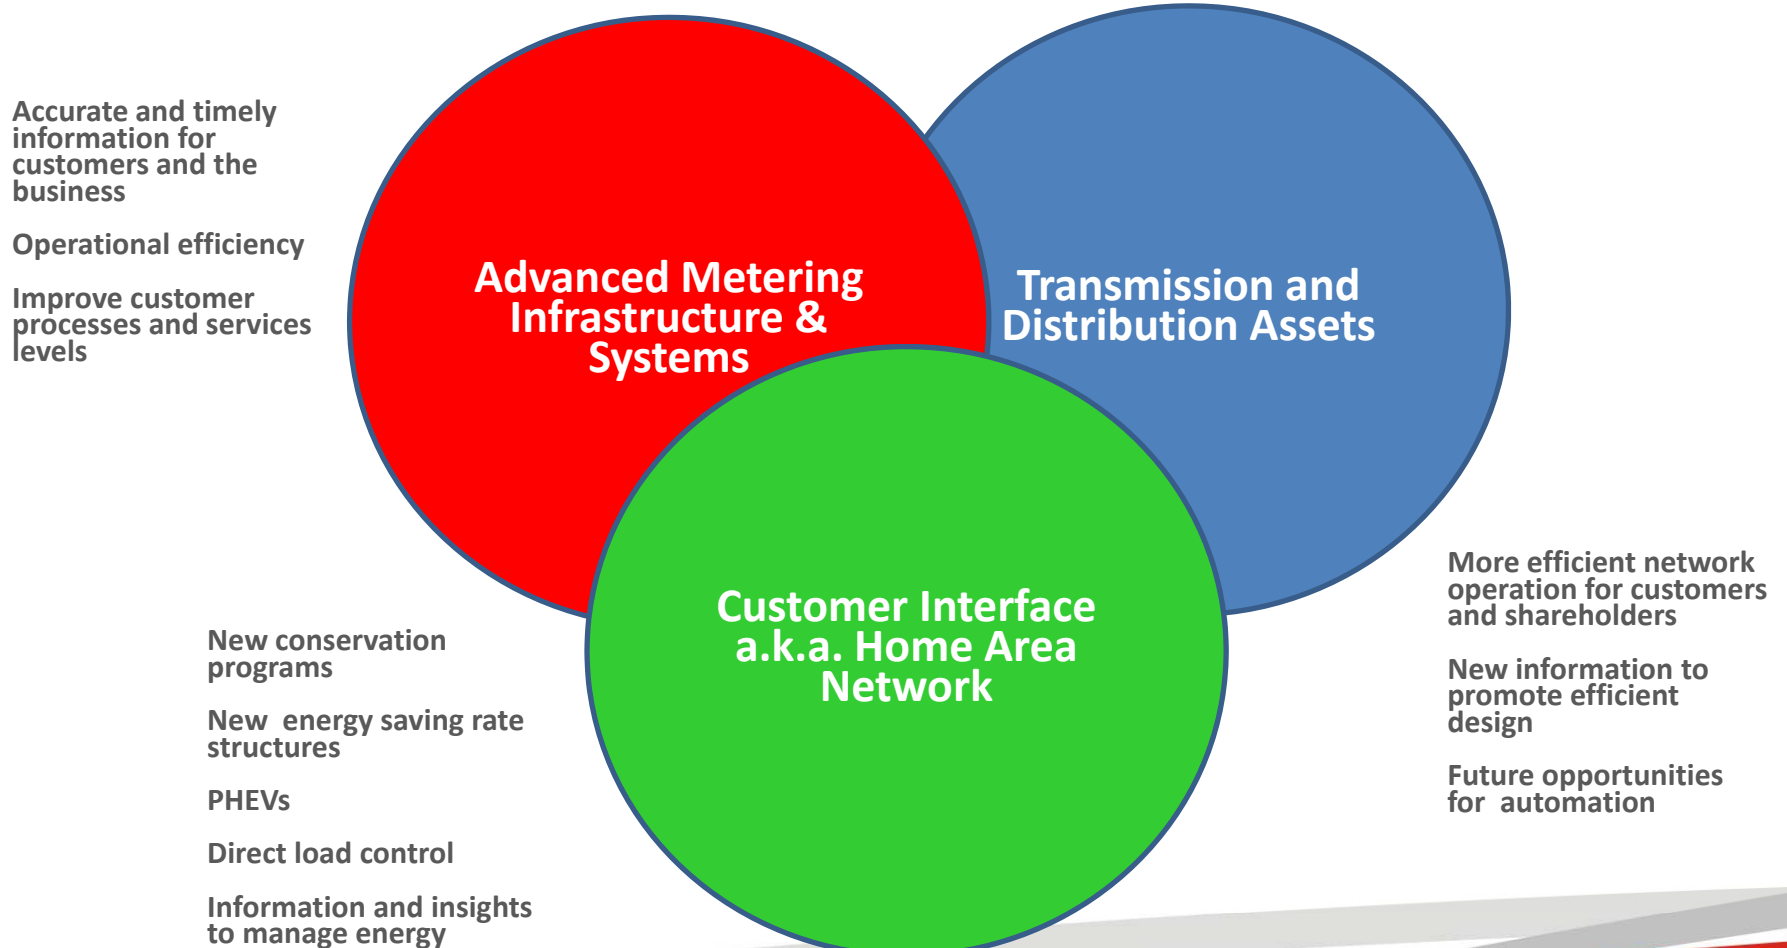 Accurate and timely
information for
customers and the
business
Operational efficiency
Improve customer
processes and services
levels
Advanced Metering
Infrastructure &
Systems
Transmission and
Distribution Assets
Customer Interface
a.k.a. Home Area
Network
New conservation
programs
New  energy saving rate
structures
PHEVs
Direct load control
Information and insights
to manage energy
More efficient network
operation for customers
and shareholders
New information to
promote efficient
design
Future opportunities
for  automation